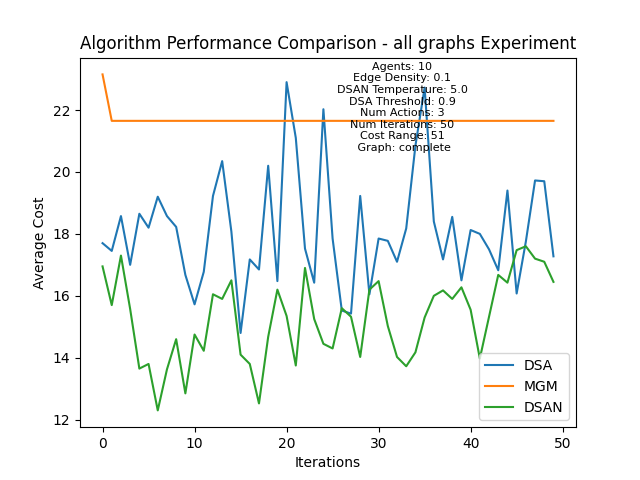 Algorithm Performance Comparison - all graphs Experiment
Agents: 10
Edge Density: 0.1
DSAN Temperature: 5.0
DSA Threshold: 0.9
Num Actions: 3
Num Iterations: 50
Cost Range: 51
Graph: complete
22
20
18
16
14
12
Average Cost
DSA
MGM
DSAN
0
10
20
30
40
50
Iterations